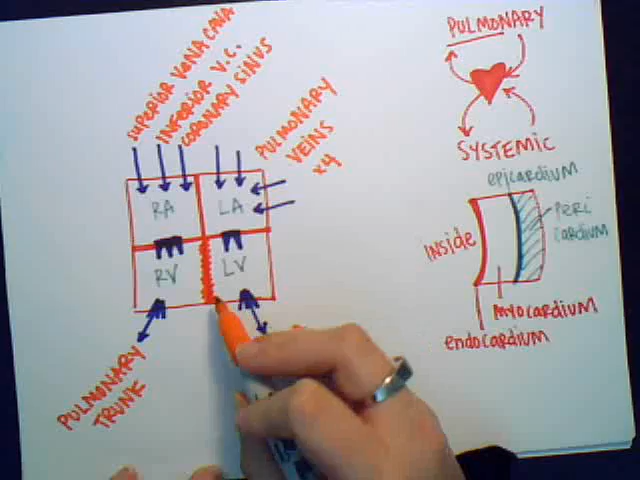 SUPERIOR VENA CAVA
INFERIOR V.C.
CORONARY SINUS
PULMONARY
VEINS
x4
RA
LA
RV
LV
PULMONARY
TRUNK
PULMONARY
SYSTEMIC
epicardium
PERI
CARDIUM
INSIDE
myocardium
endocardium